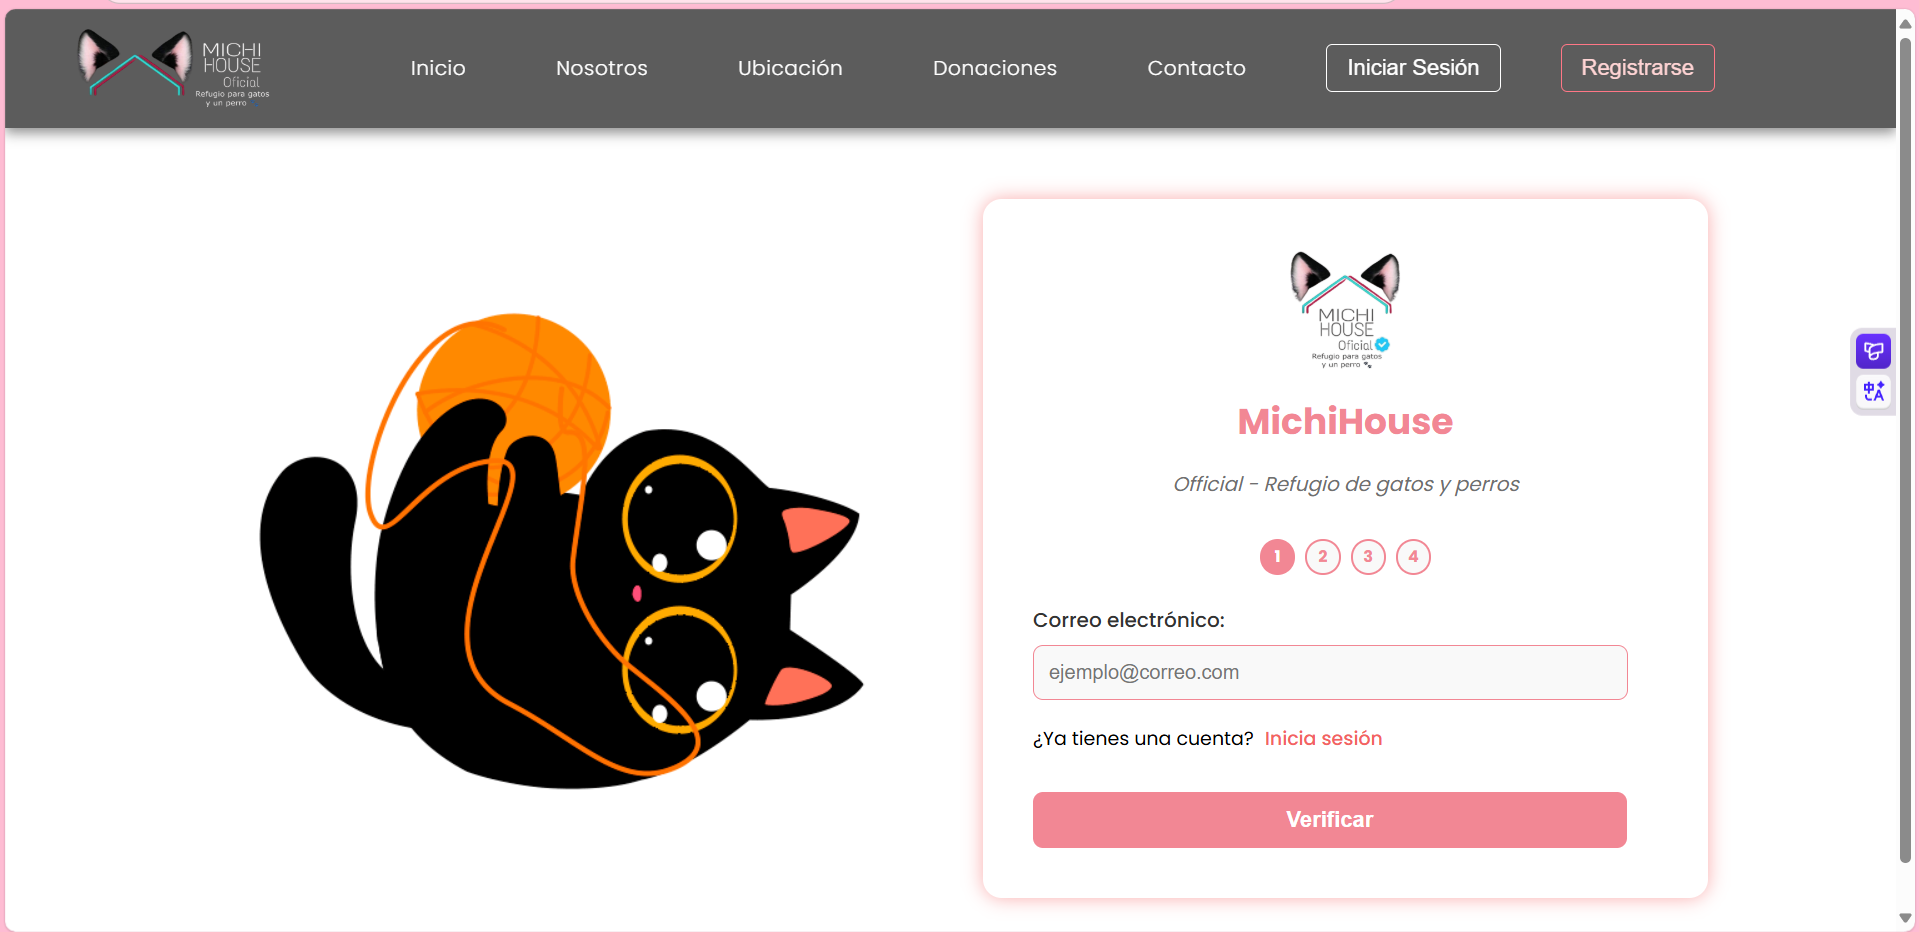 MICHI
HOUSE
Oficial
Refugio para gatos
y un perro
Inicio
Nosotros
Ubicación
Donaciones
Contacto
Iniciar Sesión
Registrarse
MICHI
HOUSE
Oficial
Refugio para gatos
y un perro
MichiHouse
Official - Refugio de gatos y perros
1 2 3 4
Correo electrónico:
ejemplo@correo.com
¿Ya tienes una cuenta? Inicia sesión
Verificar
中A